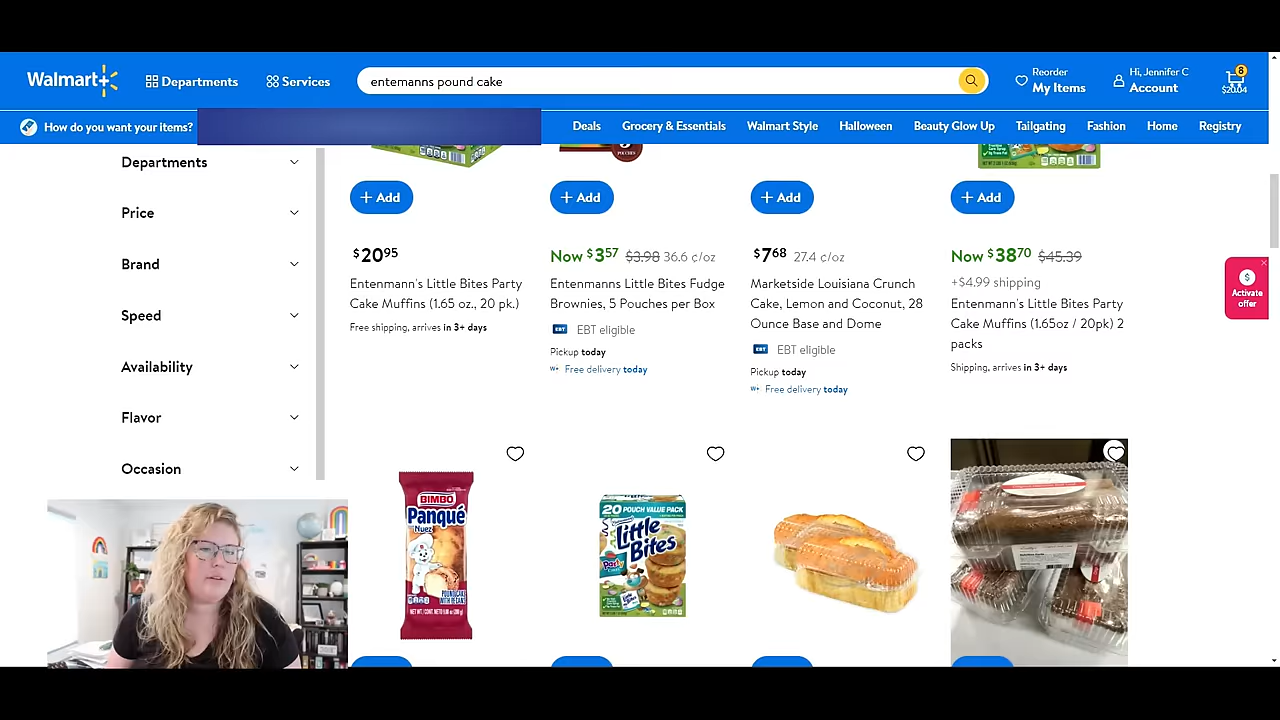 Walmart+
Departments
Services
entemanns pound cake
Reorder
My Items
Hi, Jennifer C
Account
8
$20.04
How do you want your items?
Deals
Grocery & Essentials
Walmart Style
Halloween
Beauty Glow Up
Tailgating
Fashion
Home
Registry
Departments
Price
Brand
Speed
Availability
Flavor
Occasion
+ Add
$20.95
Entenmann's Little Bites Party
Cake Muffins (1.65 oz., 20 pk.)
Free shipping, arrives in 3+ days
+ Add
Now $3.57 $3.98 36.6 ¢/oz
Entenmanns Little Bites Fudge
Brownies, 5 Pouches per Box
EBT EBT eligible
Pickup today
W+ Free delivery today
+ Add
$7.68 27.4 ¢/oz
Marketside Louisiana Crunch
Cake, Lemon and Coconut, 28
Ounce Base and Dome
EBT EBT eligible
Pickup today
W+ Free delivery today
+ Add
Now $38.70 $45.39
+$4.99 shipping
Entenmann's Little Bites Party
Cake Muffins (1.65oz / 20pk) 2
packs
Shipping, arrives in 3+ days
$
Activate
offer
BIMBO
Panqué
Nuez
20 POUCH VALUE PACK
Little
Bites
Party